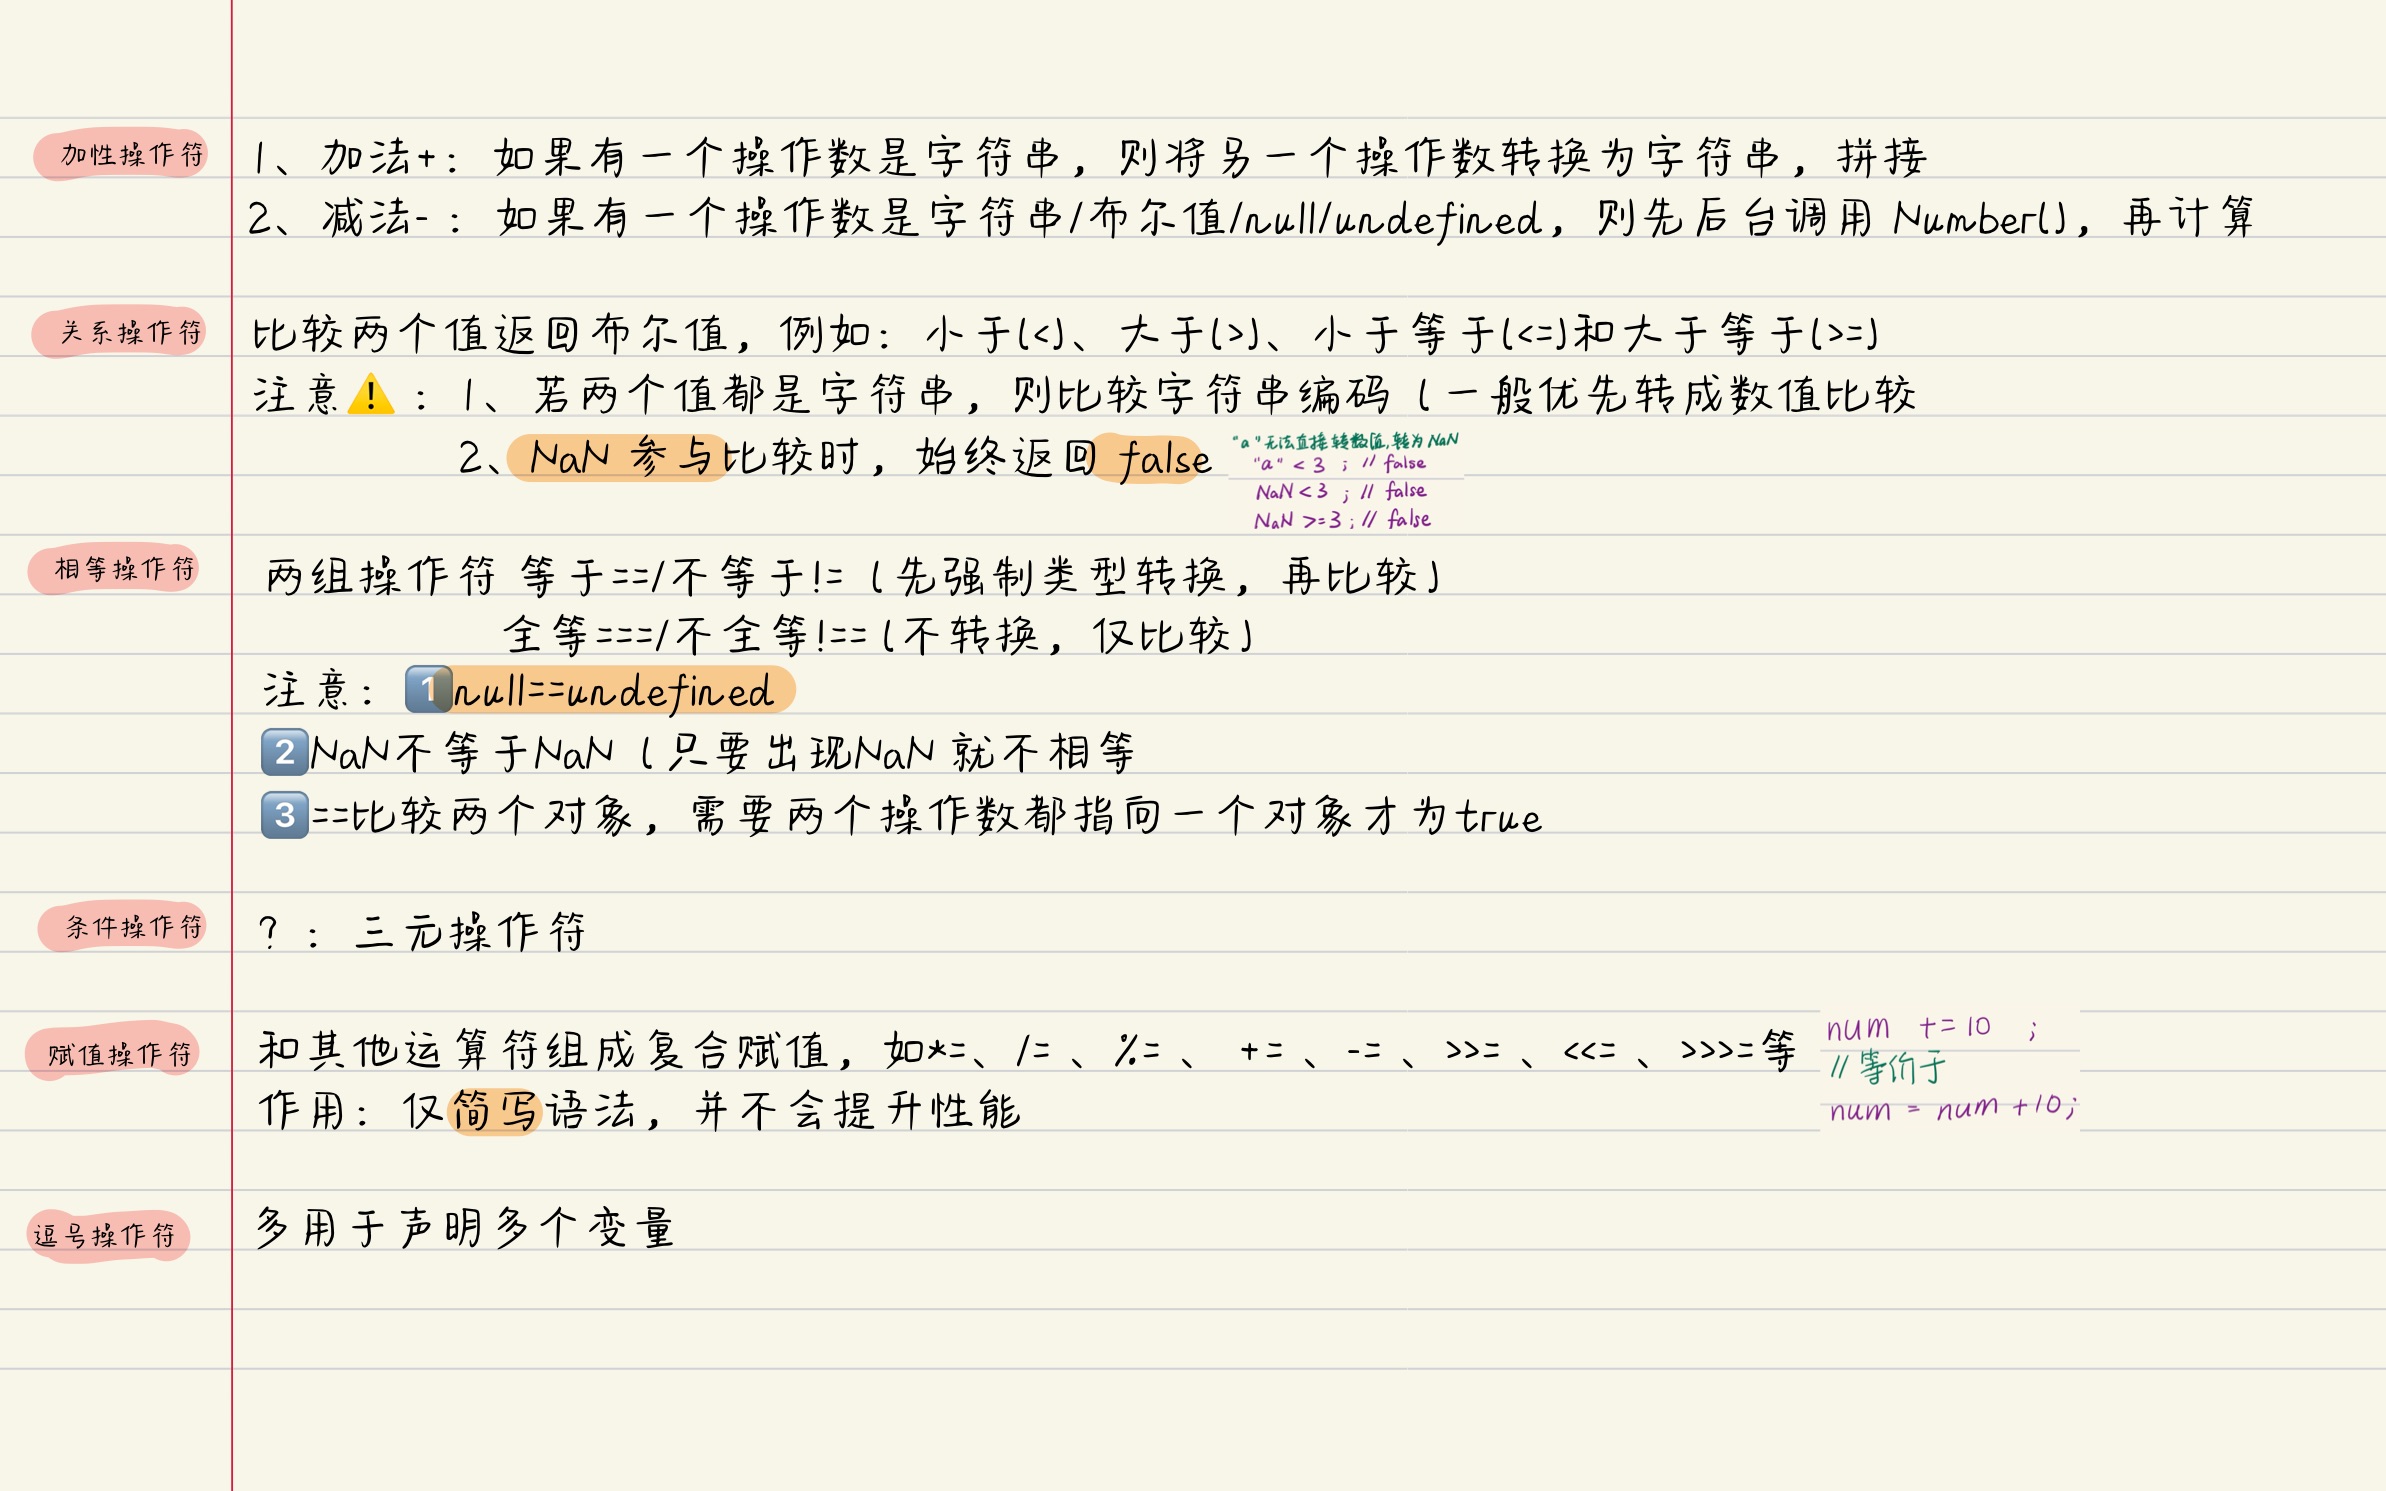 加性操作符
1、加法+：如果有一个操作数是字符串，则将另一个操作数转换为字符串，拼接
2、减法-：如果有一个操作数是字符串/布尔值/null/undefined，则先后台调用 Number()，再计算
关系操作符
比较两个值返回布尔值，例如：小于(<)、大于(>)、小于等于(<=)和大于等于(>=)
注意⚠️：1、若两个值都是字符串，则比较字符串编码（一般优先转成数值比较
2、NaN 参与比较时，始终返回 false
"a"无法直接转数值,转为 NaN
"a" < 3 ; // false
NaN < 3 ; // false
NaN >= 3 ; // false
相等操作符
两组操作符 等于==/不等于!=（先强制类型转换，再比较）
全等===/不全等!==（不转换，仅比较）
注意：1️⃣null==undefined
2️⃣NaN不等于NaN（只要出现NaN 就不相等
3️⃣==比较两个对象，需要两个操作数都指向一个对象才为true
条件操作符
？：三元操作符
赋值操作符
和其他运算符组成复合赋值，如*=、/=、%=、+=、-=、>>=、<<=、>>>=等
作用：仅简写语法，并不会提升性能
num += 10 ;
// 等价于
num = num + 10;
逗号操作符
多用于声明多个变量